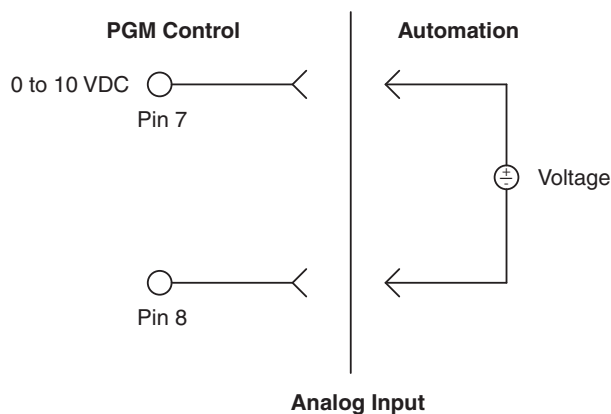 PGM Control
Automation
0 to 10 VDC
Pin 7
+
-
Voltage
Pin 8
Analog Input